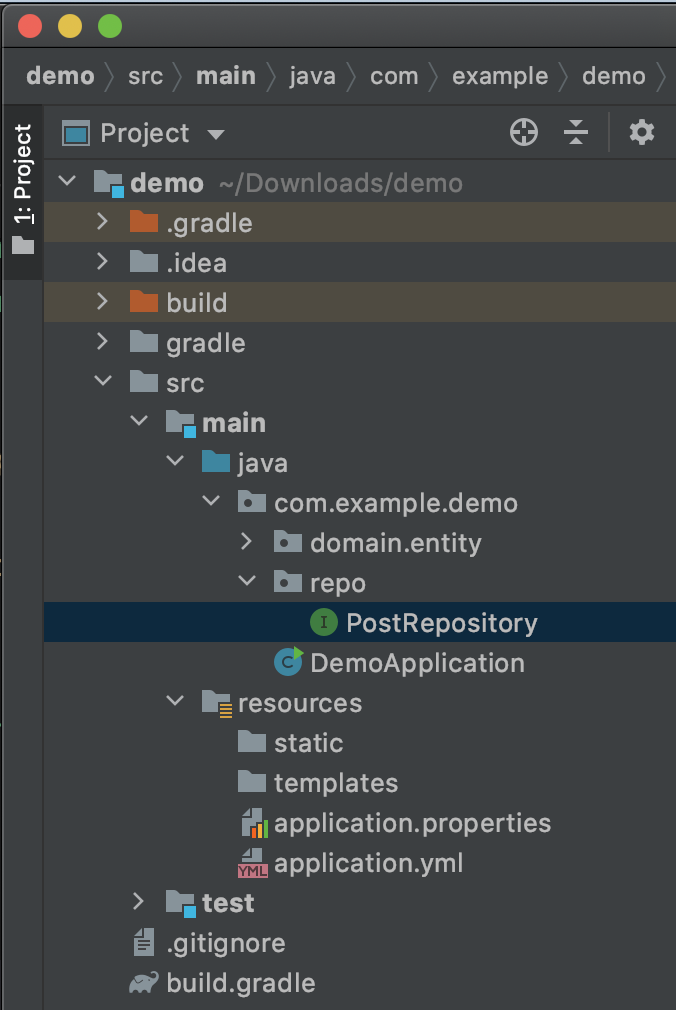 demo src main java com example demo
1: Project
Project
demo ~/Downloads/demo
.gradle
.idea
build
gradle
src
main
java
com.example.demo
domain.entity
repo
I PostRepository
C DemoApplication
resources
static
templates
application.properties
YML application.yml
test
.gitignore
build.gradle